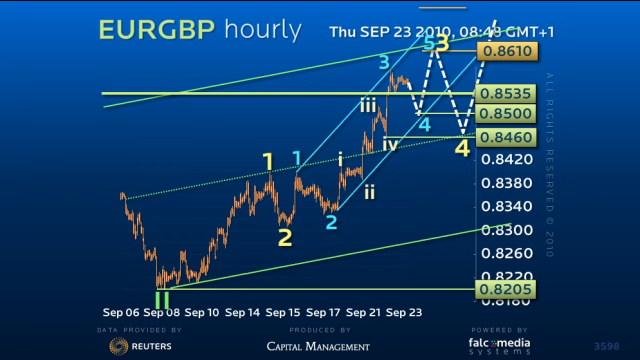 EURGBP hourly
Thu SEP 23 2010, 08:43 GMT+1
5 3
0.8610
3
0.8535
iii
0.8500
4
iv
0.8460
4
1
1
i
0.8420
0.8380
ii
0.8340
2
2
0.8300
0.8260
0.8220
0.8205
0.8180
II
Sep 06 Sep 08 Sep 10 Sep 14 Sep 15 Sep 17 Sep 21 Sep 23
ALL RIGHTS RESERVED © 2010
DATA PROVIDED BY
REUTERS
PRODUCED BY
CAPITAL MANAGEMENT
POWERED BY
falc media
systems
3598